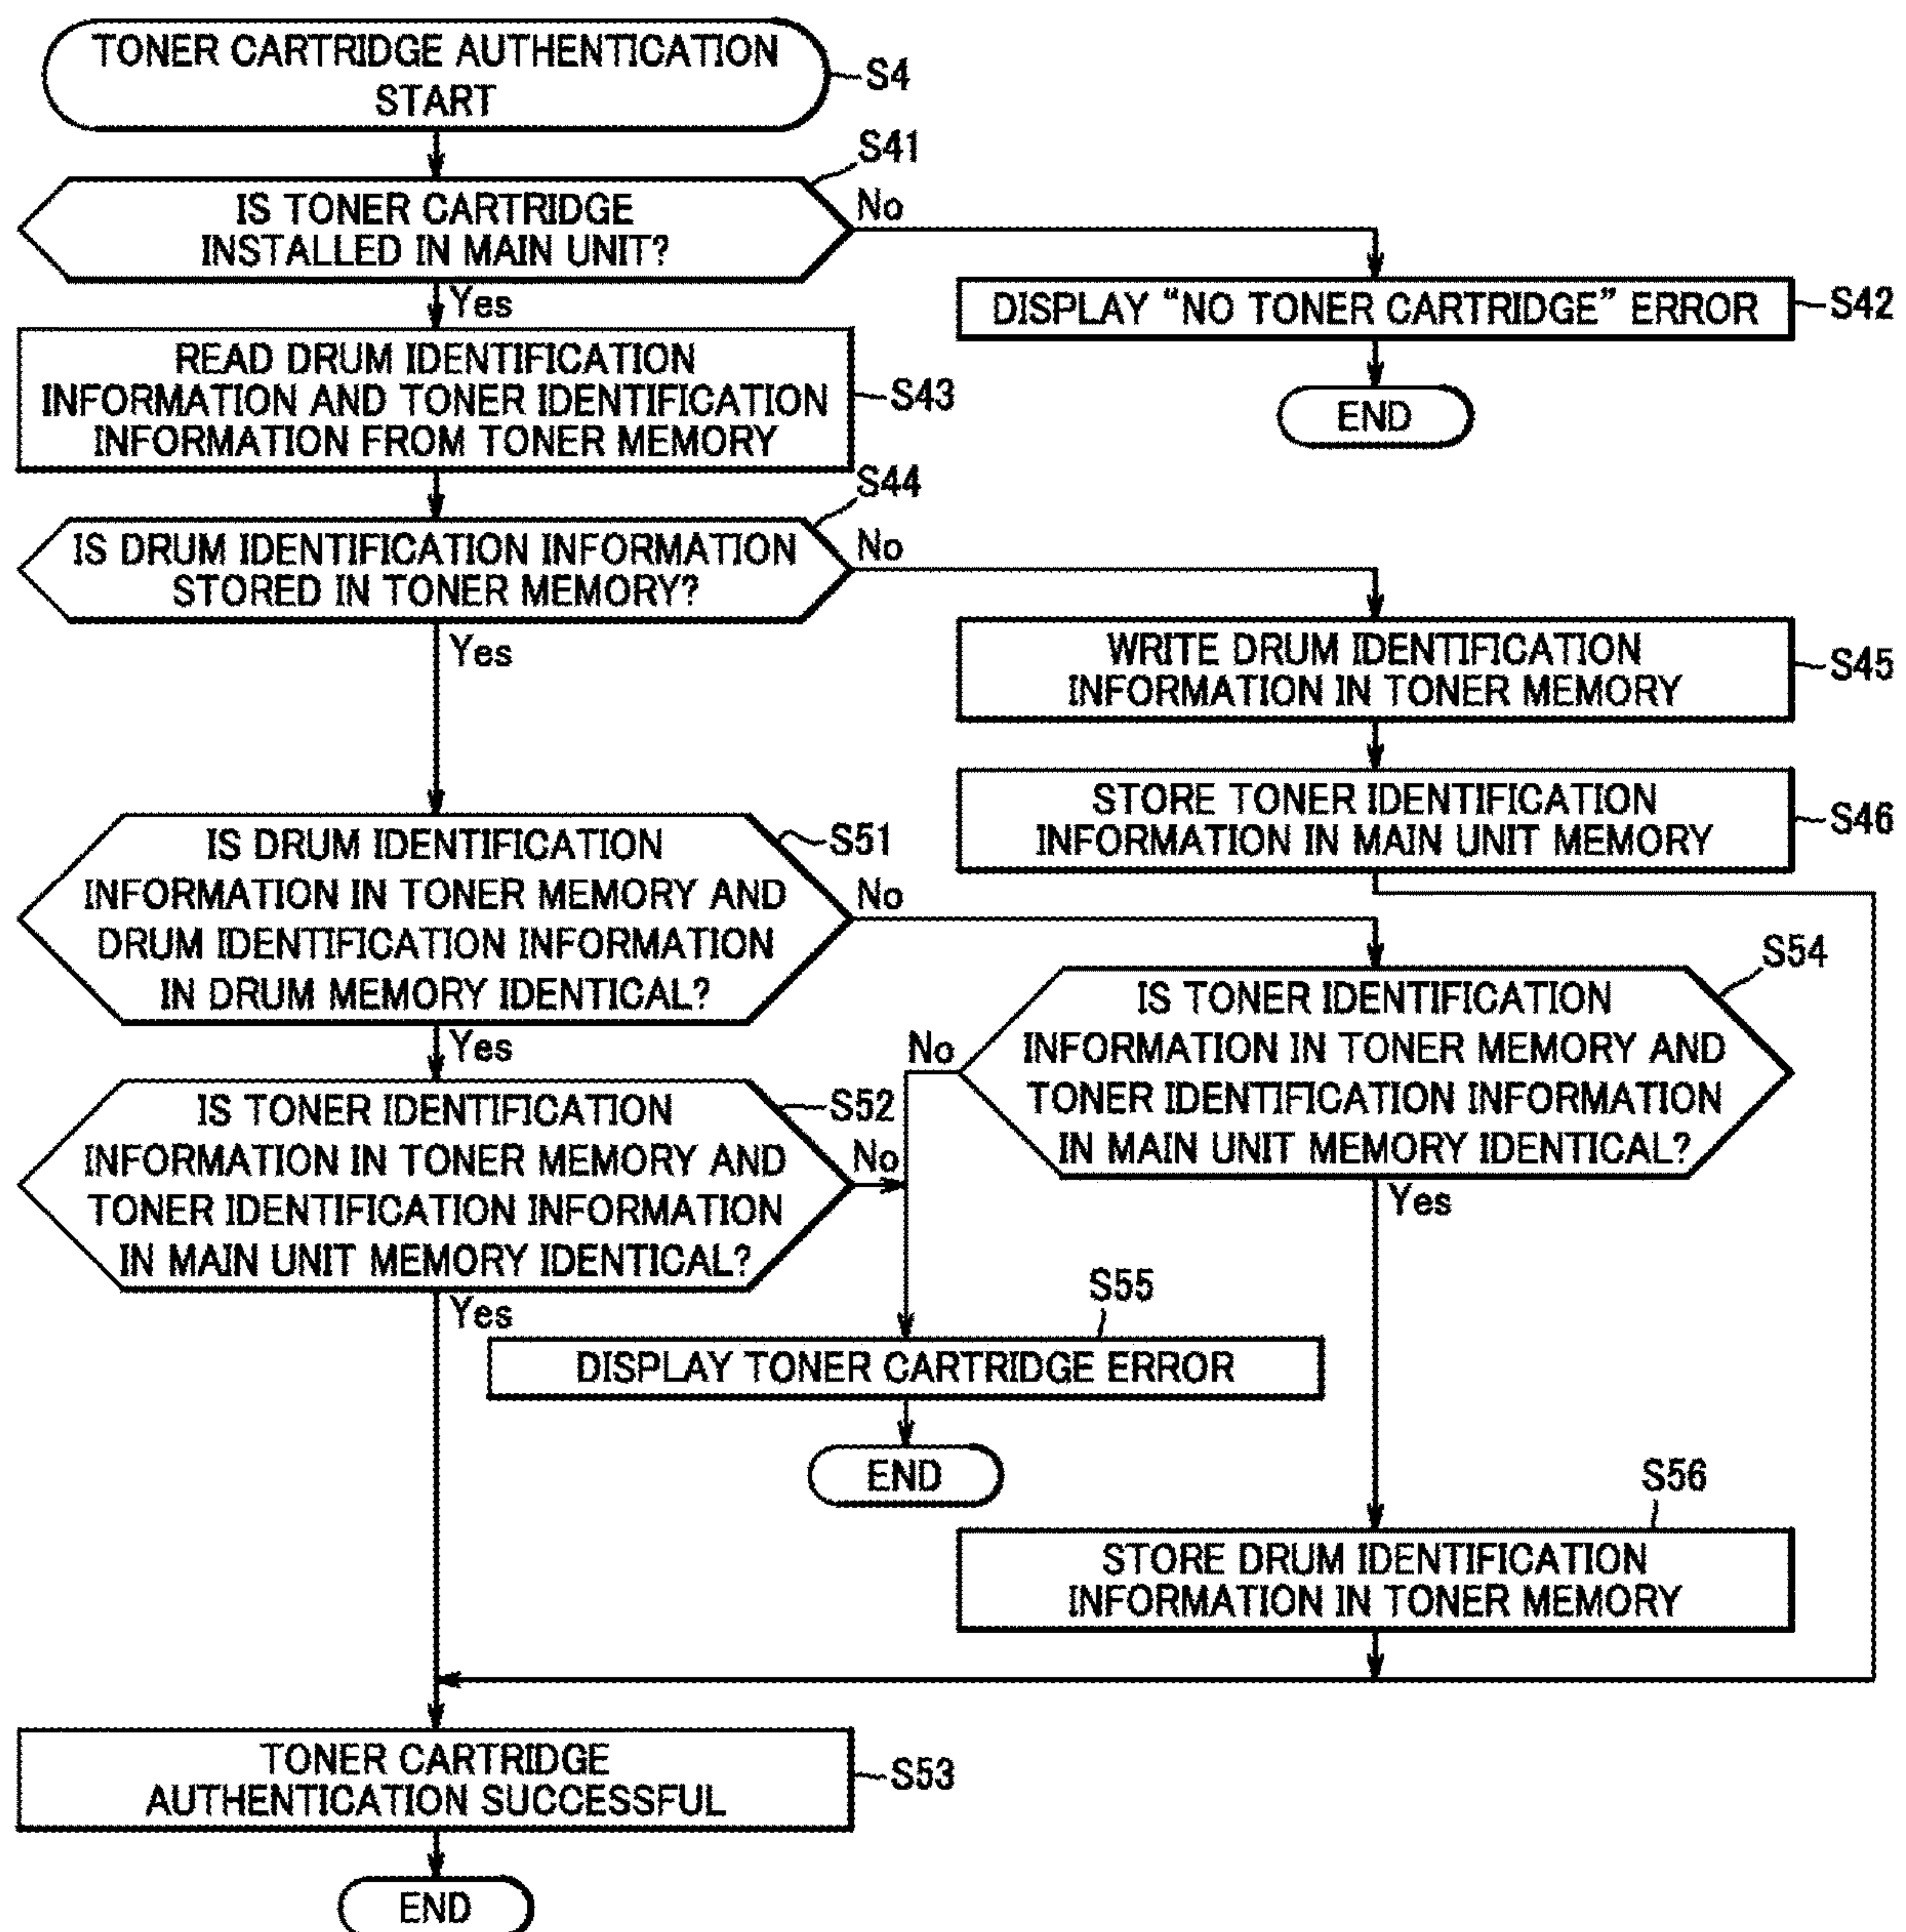 TONER CARTRIDGE AUTHENTICATION
START
S4
S41
IS TONER CARTRIDGE
INSTALLED IN MAIN UNIT?
No
Yes
DISPLAY “NO TONER CARTRIDGE” ERROR
S42
END
READ DRUM IDENTIFICATION
INFORMATION AND TONER IDENTIFICATION
INFORMATION FROM TONER MEMORY
S43
S44
IS DRUM IDENTIFICATION INFORMATION
STORED IN TONER MEMORY?
No
Yes
WRITE DRUM IDENTIFICATION
INFORMATION IN TONER MEMORY
S45
STORE TONER IDENTIFICATION
INFORMATION IN MAIN UNIT MEMORY
S46
IS DRUM IDENTIFICATION
INFORMATION IN TONER MEMORY AND
DRUM IDENTIFICATION INFORMATION
IN DRUM MEMORY IDENTICAL?
S51
No
Yes
S54
IS TONER IDENTIFICATION
INFORMATION IN TONER MEMORY AND
TONER IDENTIFICATION INFORMATION
IN MAIN UNIT MEMORY IDENTICAL?
No
Yes
IS TONER IDENTIFICATION
INFORMATION IN TONER MEMORY AND
TONER IDENTIFICATION INFORMATION
IN MAIN UNIT MEMORY IDENTICAL?
S52
No
Yes
S55
DISPLAY TONER CARTRIDGE ERROR
END
S56
STORE DRUM IDENTIFICATION
INFORMATION IN TONER MEMORY
TONER CARTRIDGE
AUTHENTICATION SUCCESSFUL
S53
END